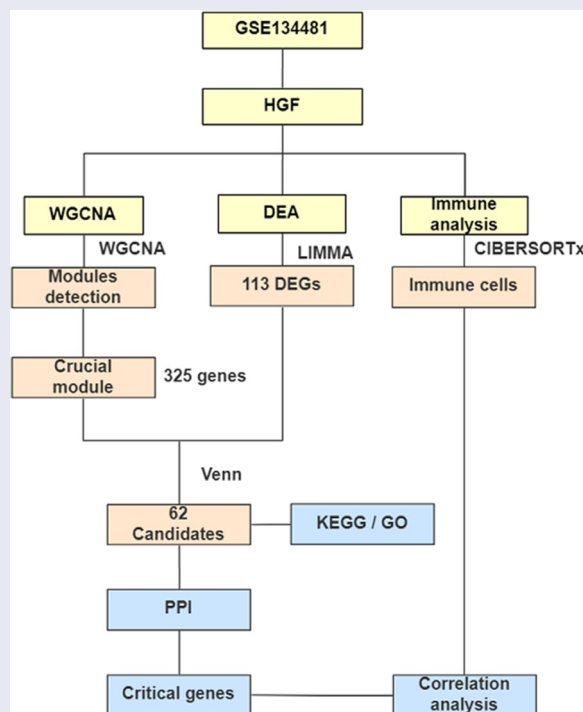 GSE134481
HGF
WGCNA
DEA
Immune
analysis
WGCNA
LIMMA
CIBERSORTx
Modules
detection
113 DEGs
Immune cells
Crucial
module
325 genes
Venn
62
Candidates
KEGG / GO
PPI
Critical genes
Correlation
analysis